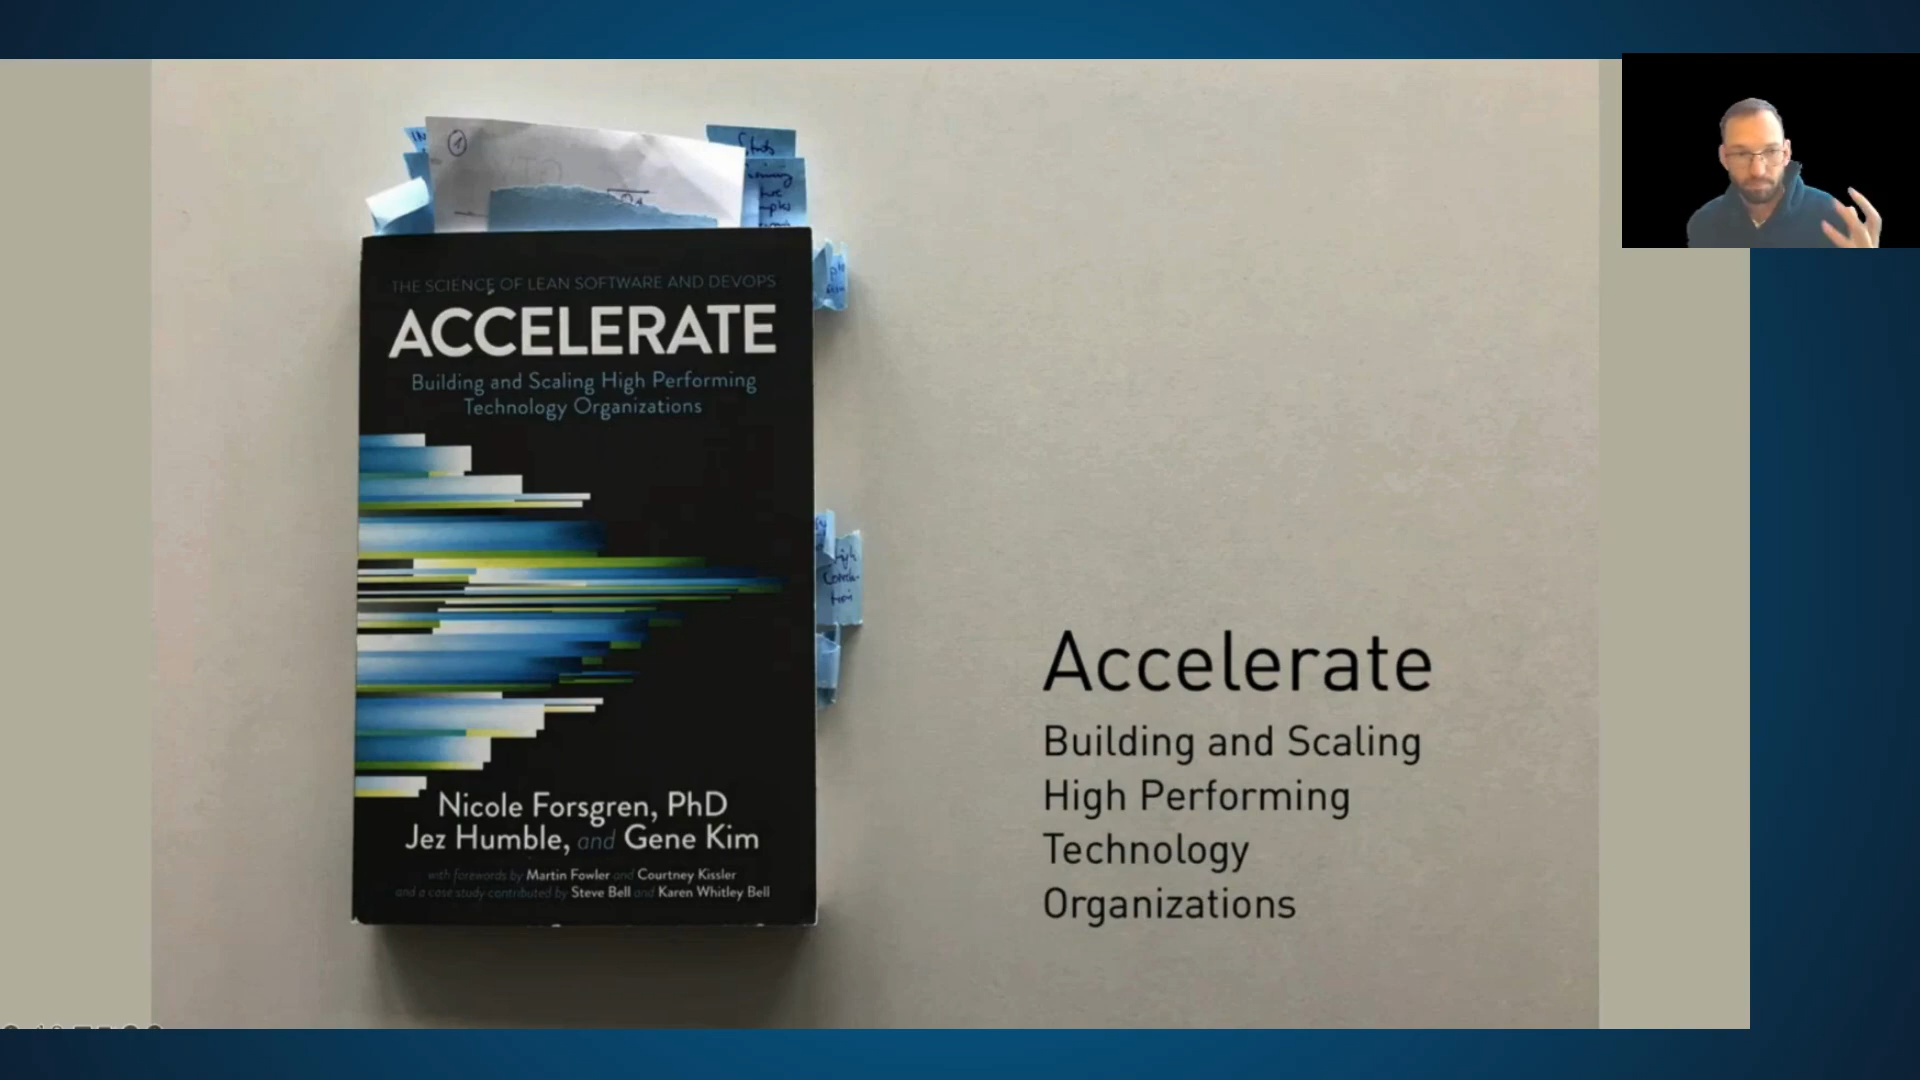 THE SCIENCE OF LEAN SOFTWARE AND DEVOPS
ACCELERATE
Building and Scaling High Performing
Technology Organizations
Nicole Forsgren, PhD
Jez Humble, and Gene Kim
with forewords by Martin Fowler and Courtney Kissler
and a case study contributed by Steve Bell and Karen Whitley Bell
Accelerate
Building and Scaling
High Performing
Technology
Organizations